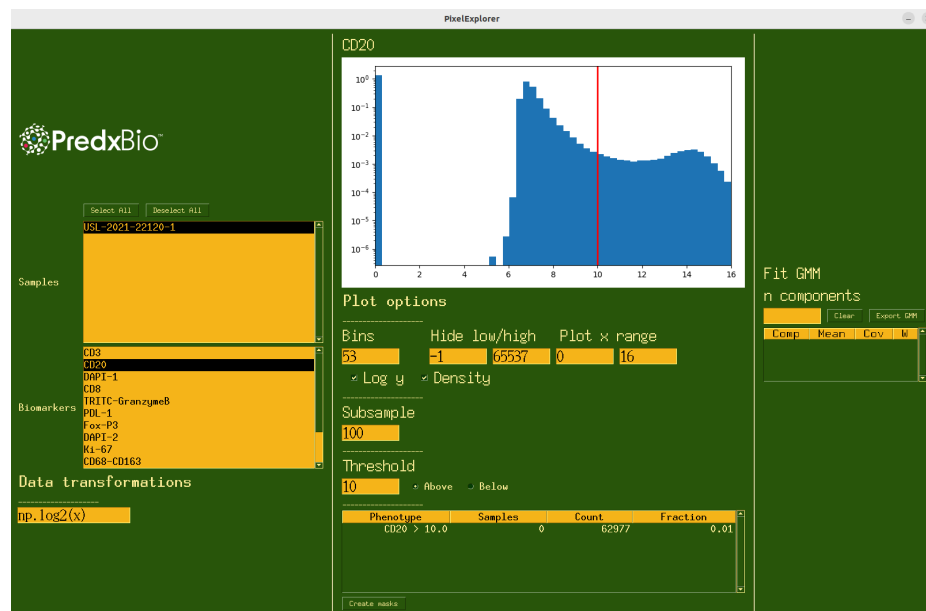 PixelExplorer
PredxBio™
Select All Deselect All
Samples
USL-2021-22120-1
Biomarkers
CD3
CD20
DAPI-1
CD8
TRITC-GranzymeB
PDL-1
Fox-P3
DAPI-2
Ki-67
CD68-CD163
Data transformations
--------------------
np.log2(x)
CD20
10⁰
10⁻¹
10⁻²
10⁻³
10⁻⁴
10⁻⁵
10⁻⁶
0 2 4 6 8 10 12 14 16
Plot options
--------------------
Bins Hide low/high Plot x range
53 -1 65537 0 16
Log y Density
--------------------
Subsample
100
--------------------
Threshold
10 Above Below
--------------------
Phenotype Samples Count Fraction
CD20 > 10.0 0 62977 0.01
Create masks
Fit GMM
n components
Clear Export GMM
Comp Mean Cov W